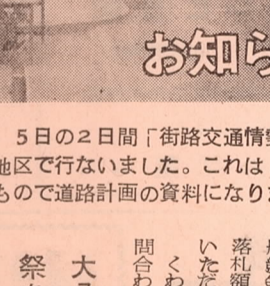 お知ら
5日の2日間「街路交通情勢
地区で行ないました。これは
もので道路計画の資料になり
落札額
いただ
くわ
問合わ
大
祭